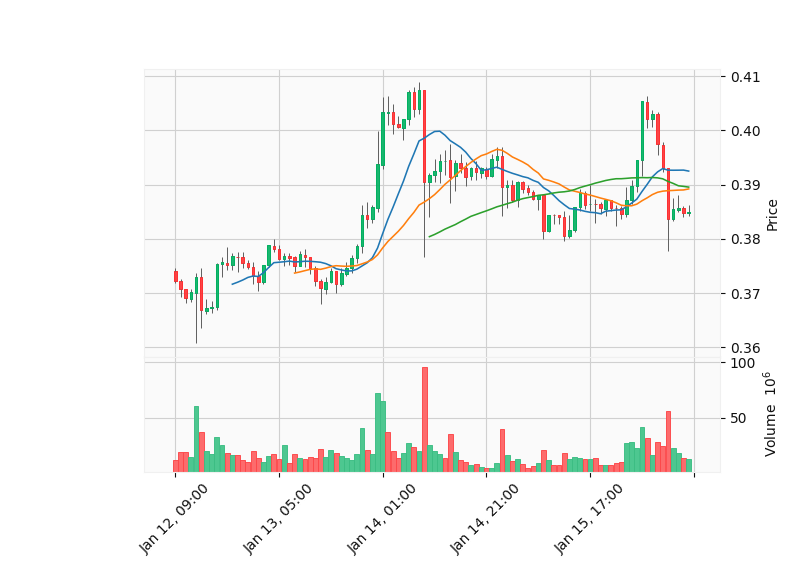 0.41
0.40
0.39
0.38
0.37
0.36
Price
100
50
Volume 10^6
Jan 12, 09:00
Jan 13, 05:00
Jan 14, 01:00
Jan 14, 21:00
Jan 15, 17:00